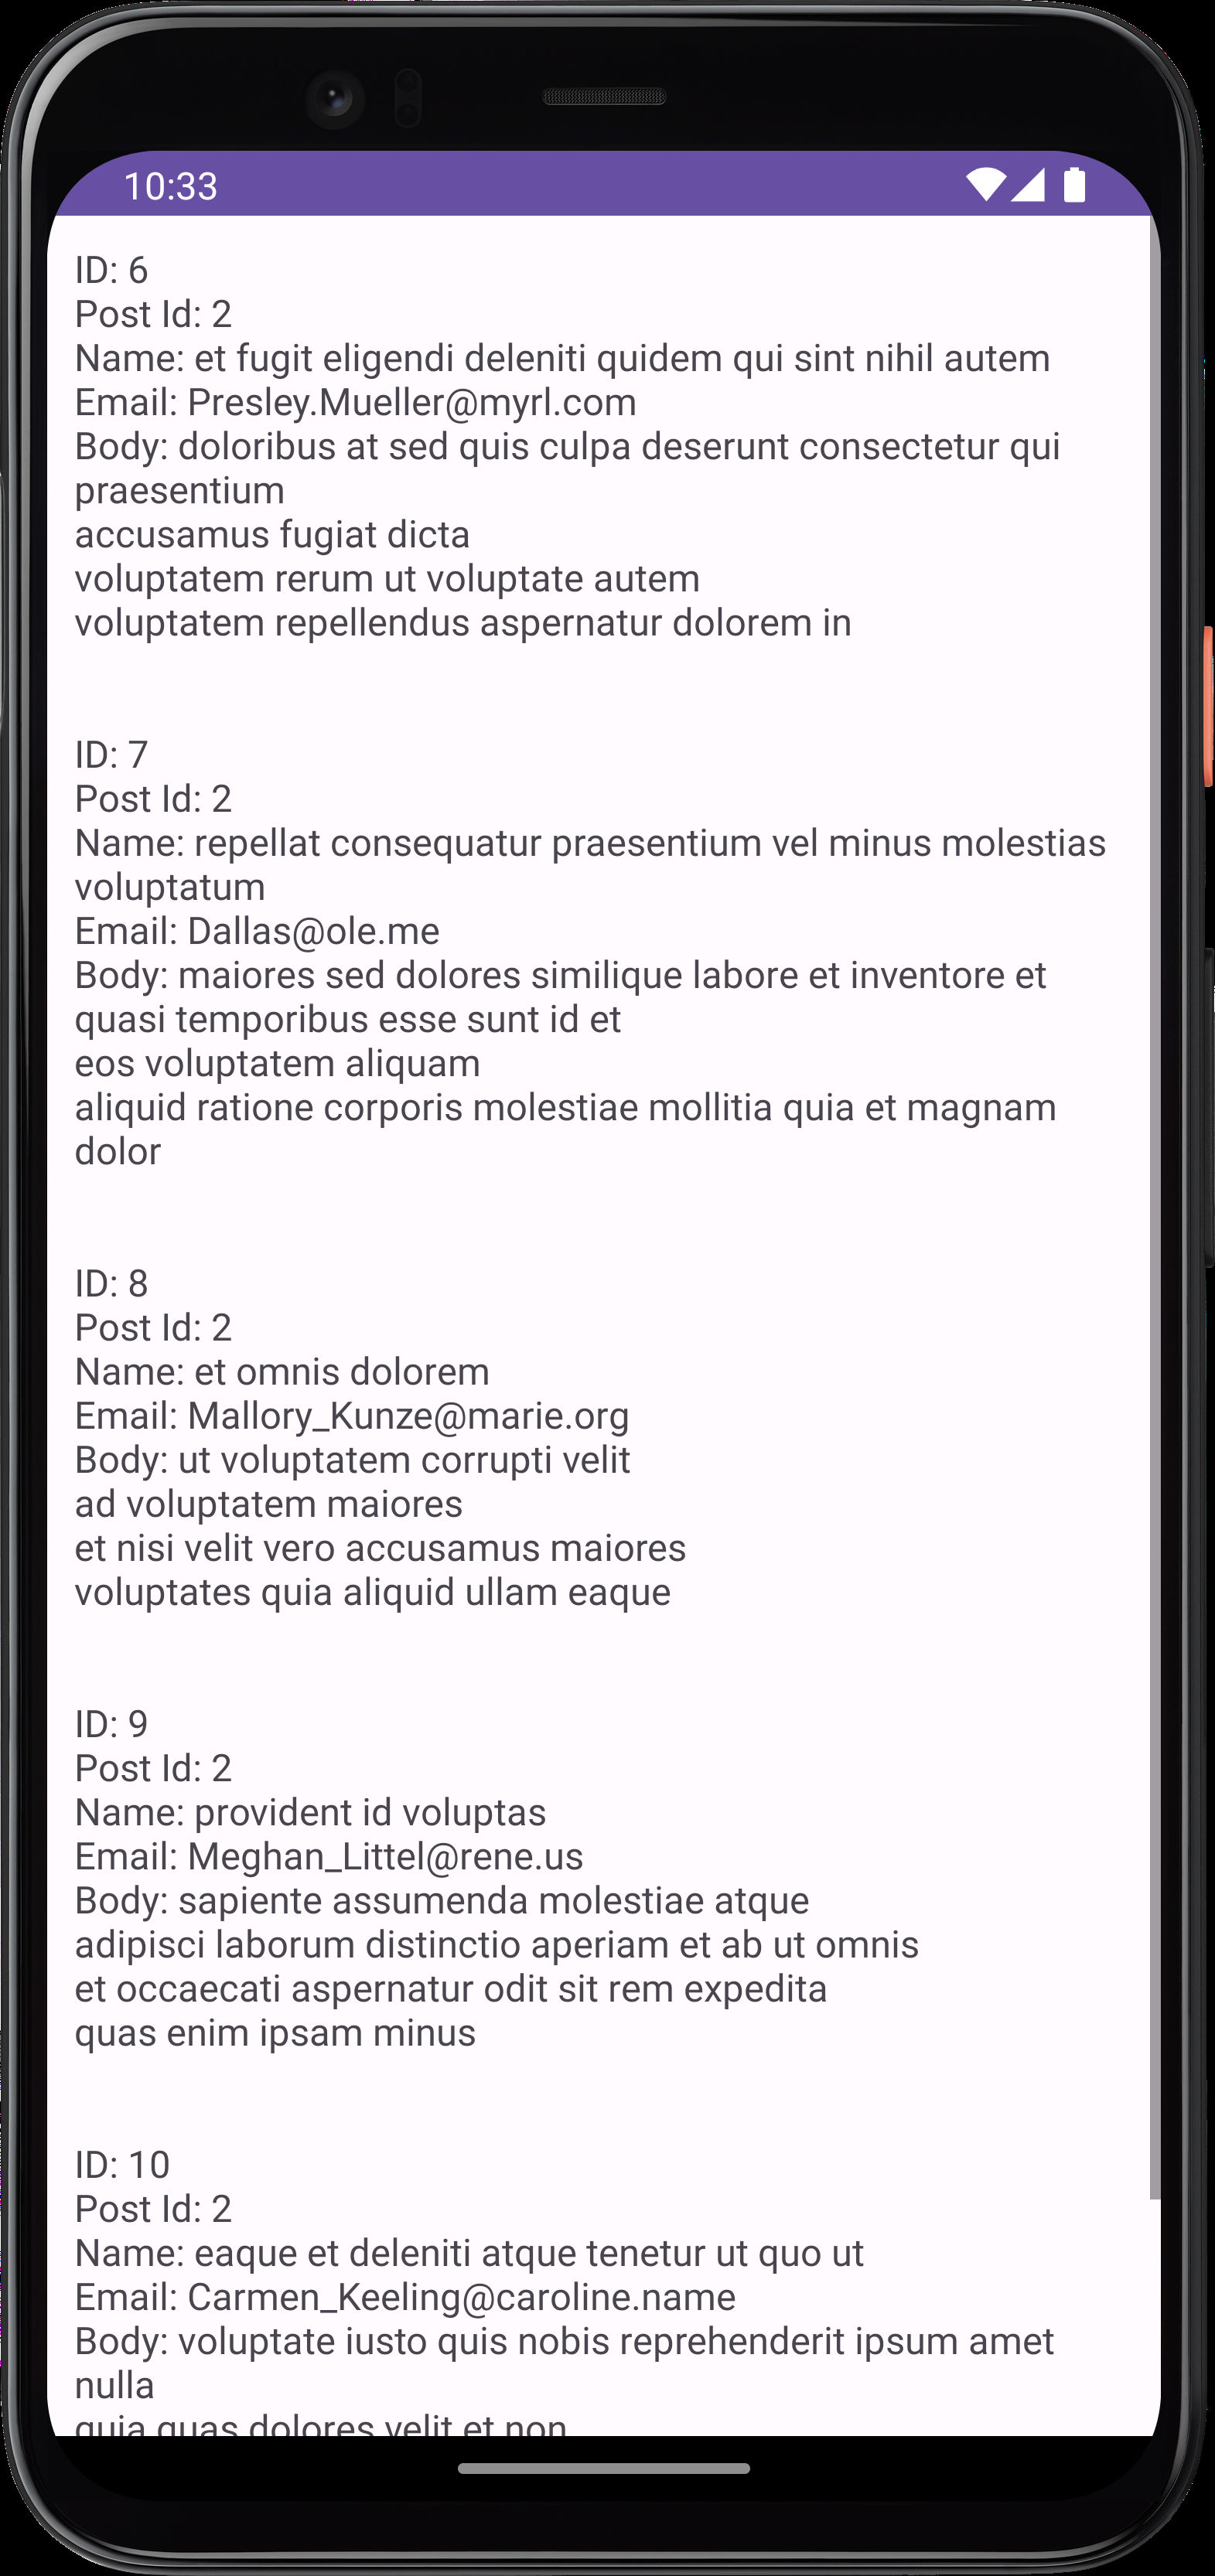 10:33
ID: 6
Post Id: 2
Name: et fugit eligendi deleniti quidem qui sint nihil autem
Email: Presley.Mueller@myrl.com
Body: doloribus at sed quis culpa deserunt consectetur qui
praesentium
accusamus fugiat dicta
voluptatem rerum ut voluptate autem
voluptatem repellendus aspernatur dolorem in
ID: 7
Post Id: 2
Name: repellat consequatur praesentium vel minus molestias
voluptatum
Email: Dallas@ole.me
Body: maiores sed dolores similique labore et inventore et
quasi temporibus esse sunt id et
eos voluptatem aliquam
aliquid ratione corporis molestiae mollitia quia et magnam
dolor
ID: 8
Post Id: 2
Name: et omnis dolorem
Email: Mallory_Kunze@marie.org
Body: ut voluptatem corrupti velit
ad voluptatem maiores
et nisi velit vero accusamus maiores
voluptates quia aliquid ullam eaque
ID: 9
Post Id: 2
Name: provident id voluptas
Email: Meghan_Littel@rene.us
Body: sapiente assumenda molestiae atque
adipisci laborum distinctio aperiam et ab ut omnis
et occaecati aspernatur odit sit rem expedita
quas enim ipsam minus
ID: 10
Post Id: 2
Name: eaque et deleniti atque tenetur ut quo ut
Email: Carmen_Keeling@caroline.name
Body: voluptate iusto quis nobis reprehenderit ipsum amet
nulla
quia quas dolores velit et non